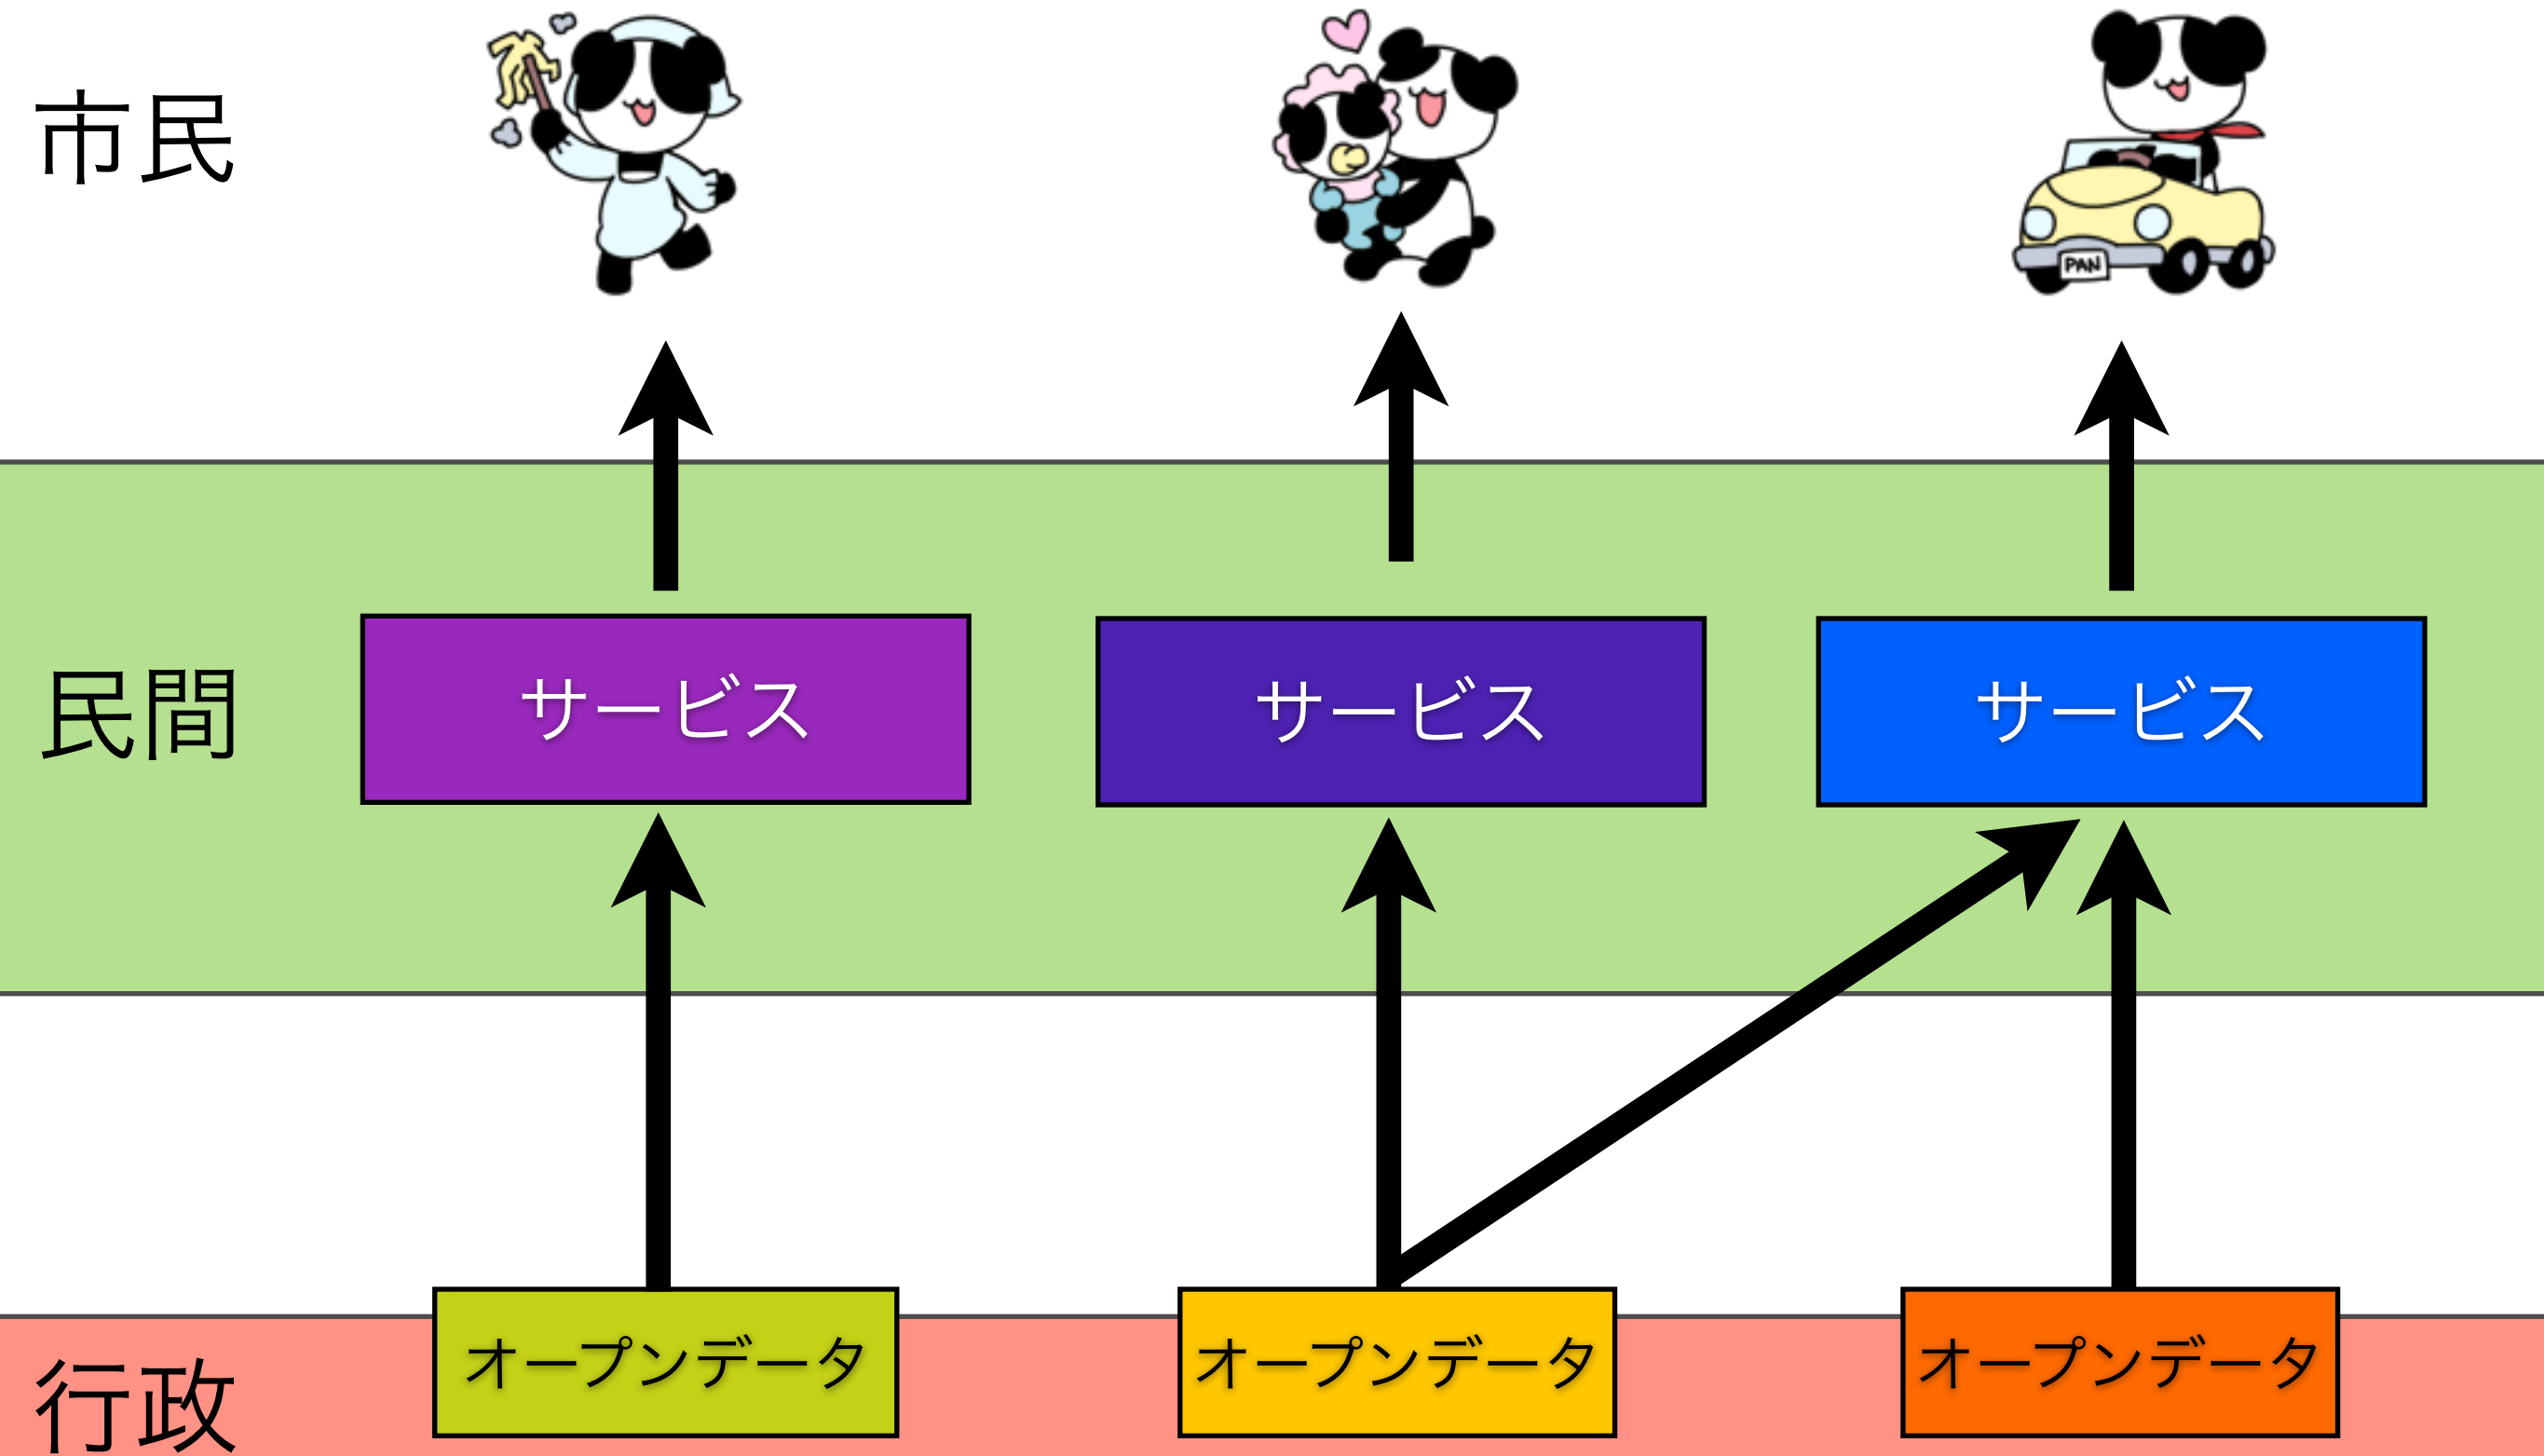 市民
PAN
民間
サービス
サービス
サービス
行政
オープンデータ
オープンデータ
オープンデータ